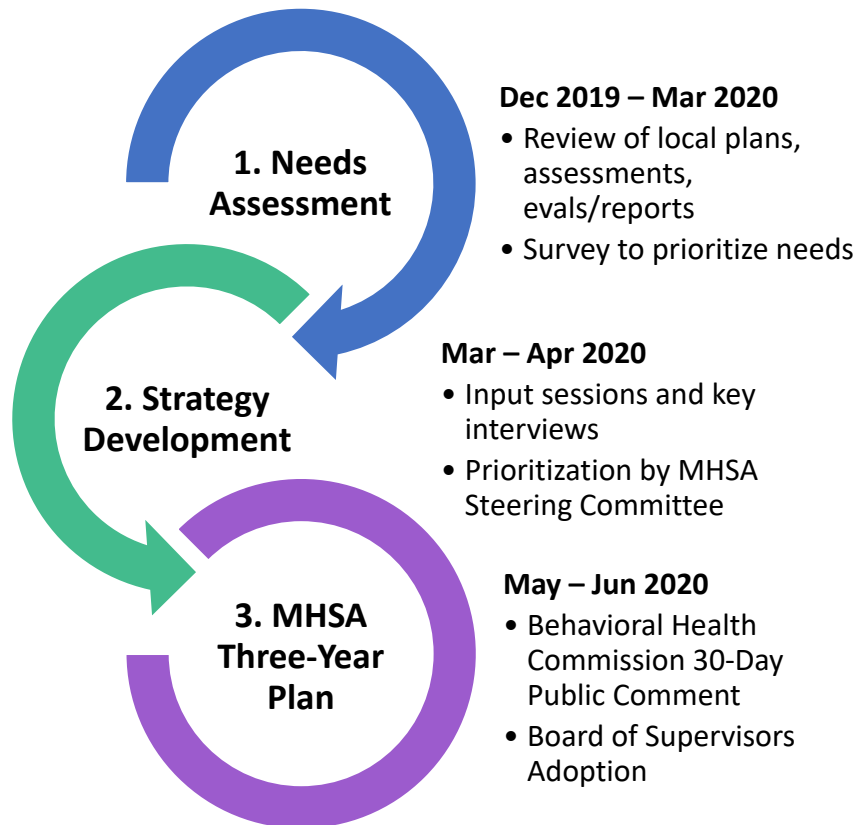 1. Needs
Assessment
Dec 2019 – Mar 2020
• Review of local plans,
assessments,
evals/reports
• Survey to prioritize needs
2. Strategy
Development
Mar – Apr 2020
• Input sessions and key
interviews
• Prioritization by MHSA
Steering Committee
3. MHSA
Three-Year
Plan
May – Jun 2020
• Behavioral Health
Commission 30-Day
Public Comment
• Board of Supervisors
Adoption